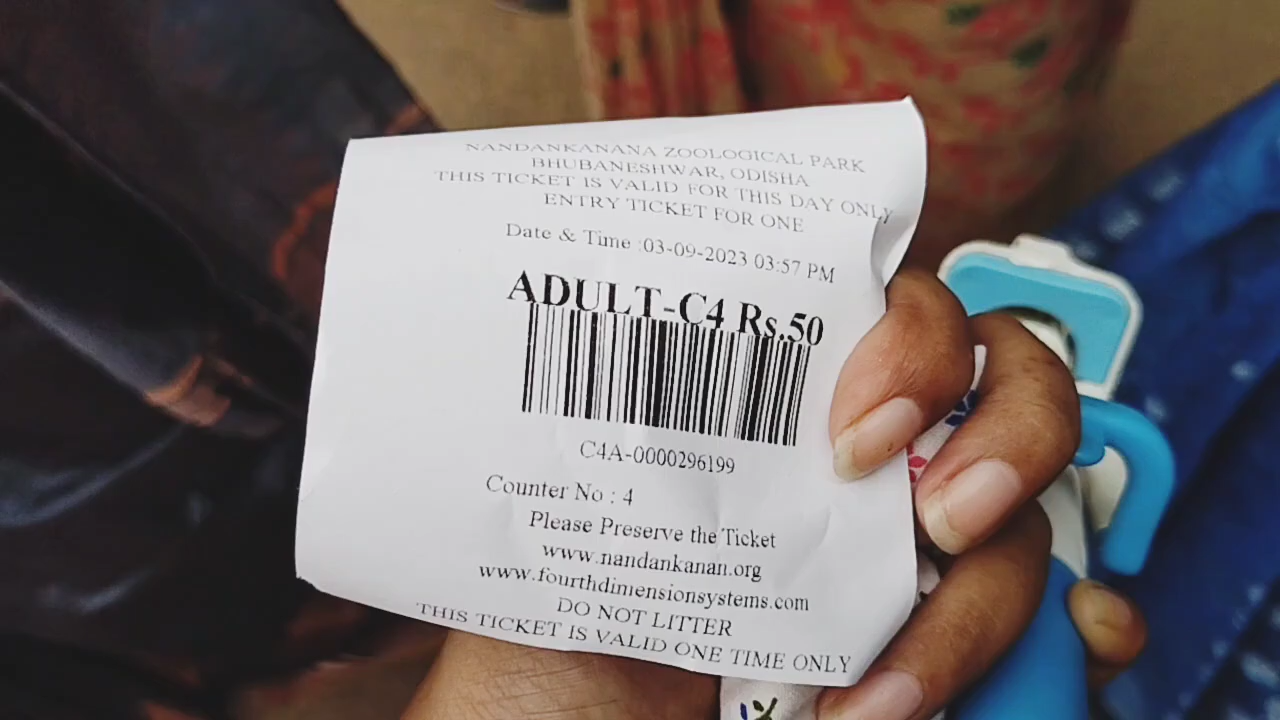 NANDANKANANA ZOOLOGICAL PARK
BHUBANESHWAR, ODISHA
THIS TICKET IS VALID FOR THIS DAY ONLY
ENTRY TICKET FOR ONE
Date & Time :03-09-2023 03:57 PM
ADULT-C4 Rs.50
C4A-0000296199
Counter No : 4
Please Preserve the Ticket
www.nandankanan.org
www.fourthdimensionsystems.com
DO NOT LITTER
THIS TICKET IS VALID ONE TIME ONLY